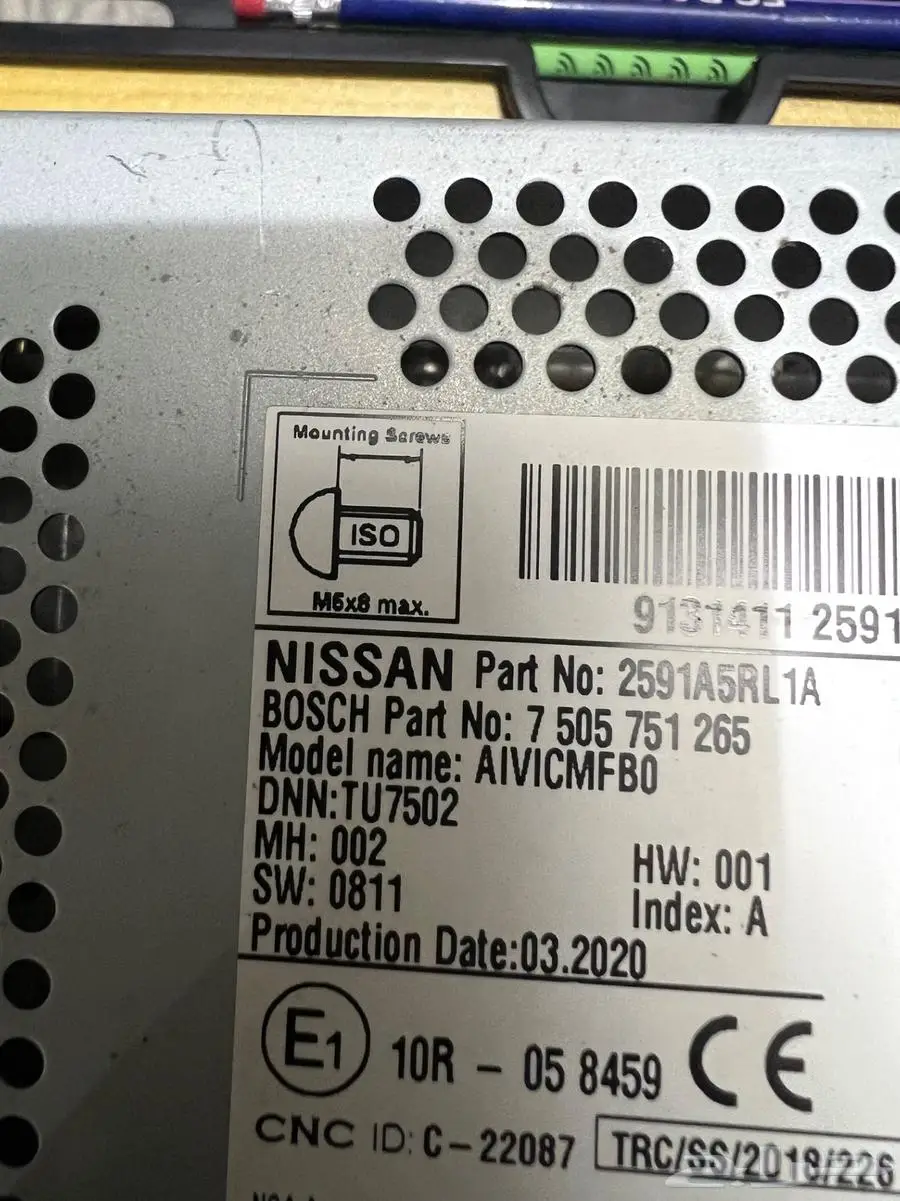 Mounting Screws
ISO
M5x8 max.
9131411 2591
NISSAN Part No: 2591A5RL1A
BOSCH Part No: 7 505 751 265
Model name: AIVICMFB0
DNN:TU7502
MH: 002
HW: 001
SW: 0811
Index: A
Production Date:03.2020
E1 10R - 05 8459 CE
CNC ID: C-22087 TRC/SS/2018/226